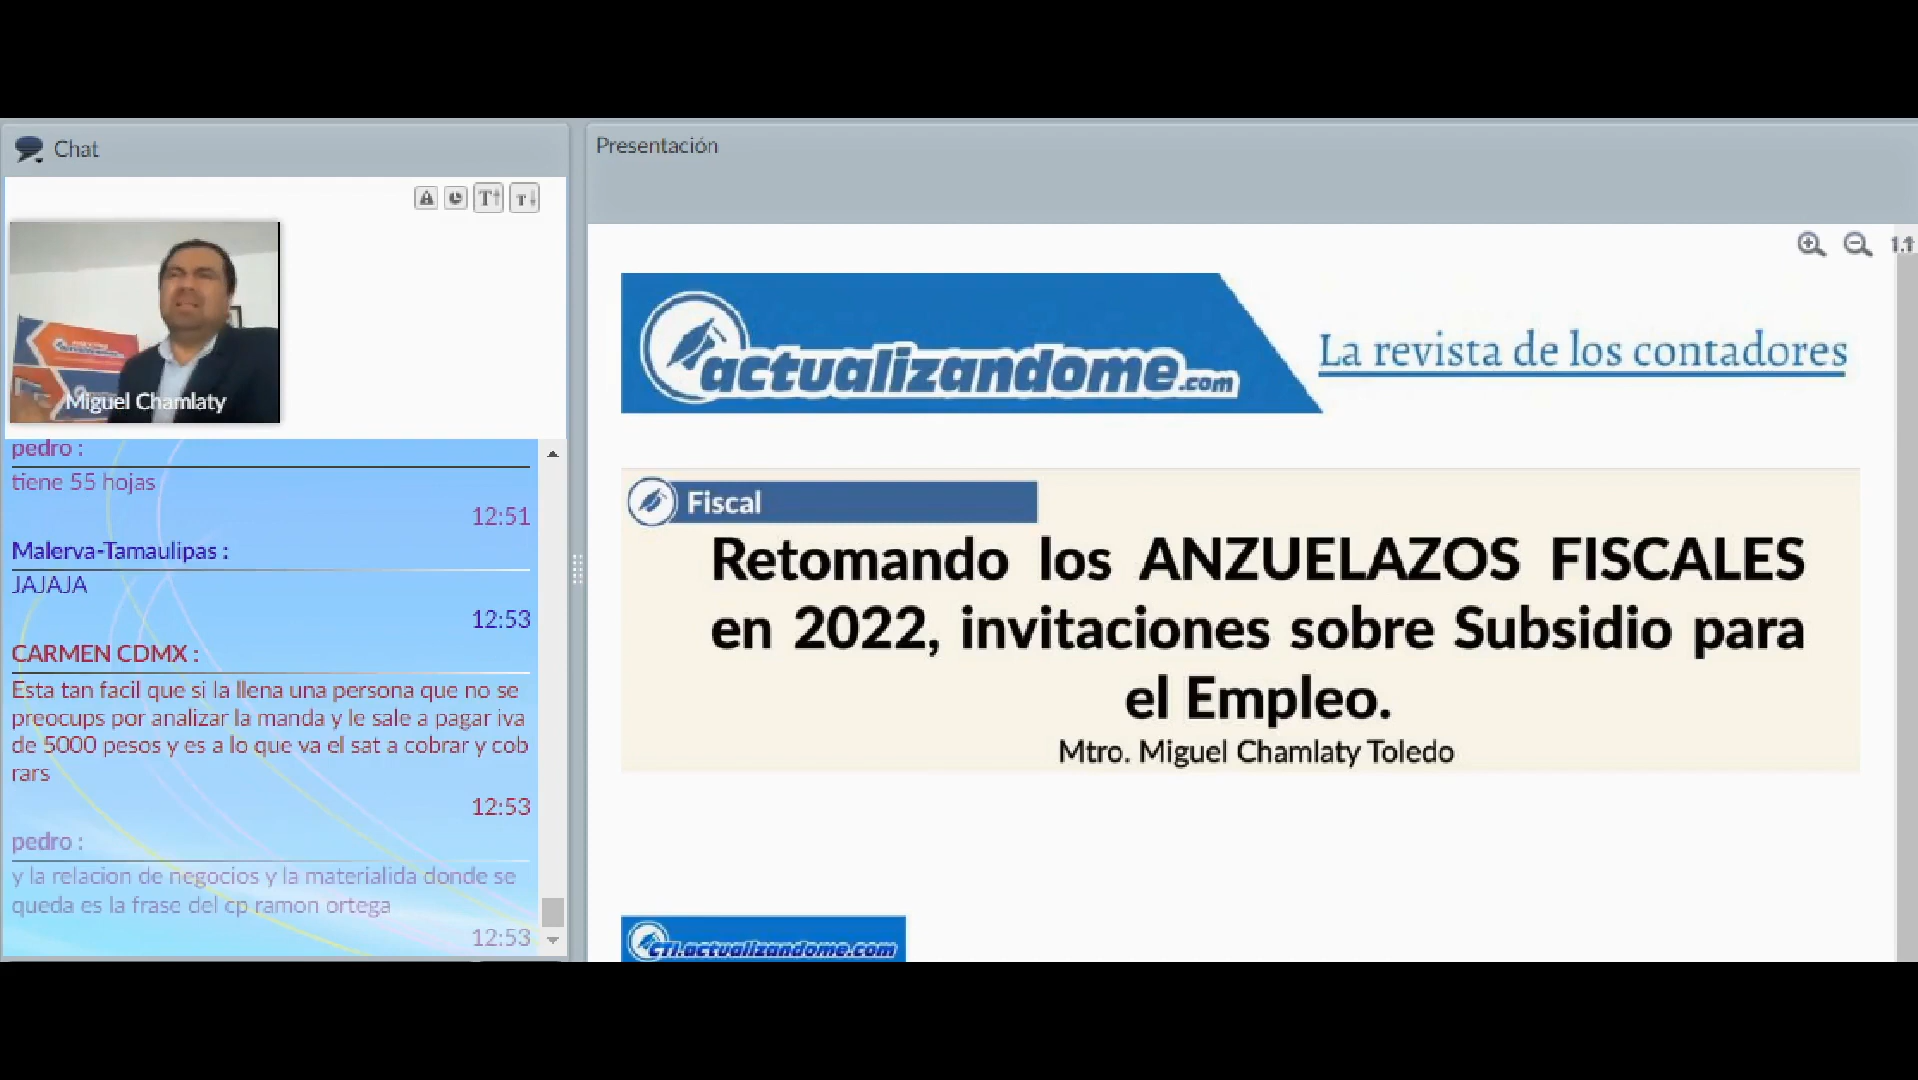 Chat
Miguel Chamlaty
pedro :
tiene 55 hojas
12:51
Malerva-Tamaulipas :
JAJAJA
12:53
CARMEN CDMX :
Esta tan facil que si la llena una persona que no se
preocups por analizar la manda y le sale a pagar iva
de 5000 pesos y es a lo que va el sat a cobrar y cob
rars
12:53
pedro :
y la relacion de negocios y la materialida donde se
queda es la frase del cp ramon ortega
12:53
Presentación
actualizandome.com
La revista de los contadores
Fiscal
Retomando los ANZUELAZOS FISCALES
en 2022, invitaciones sobre Subsidio para
el Empleo.
Mtro. Miguel Chamlaty Toledo
CTI.actualizandome.com